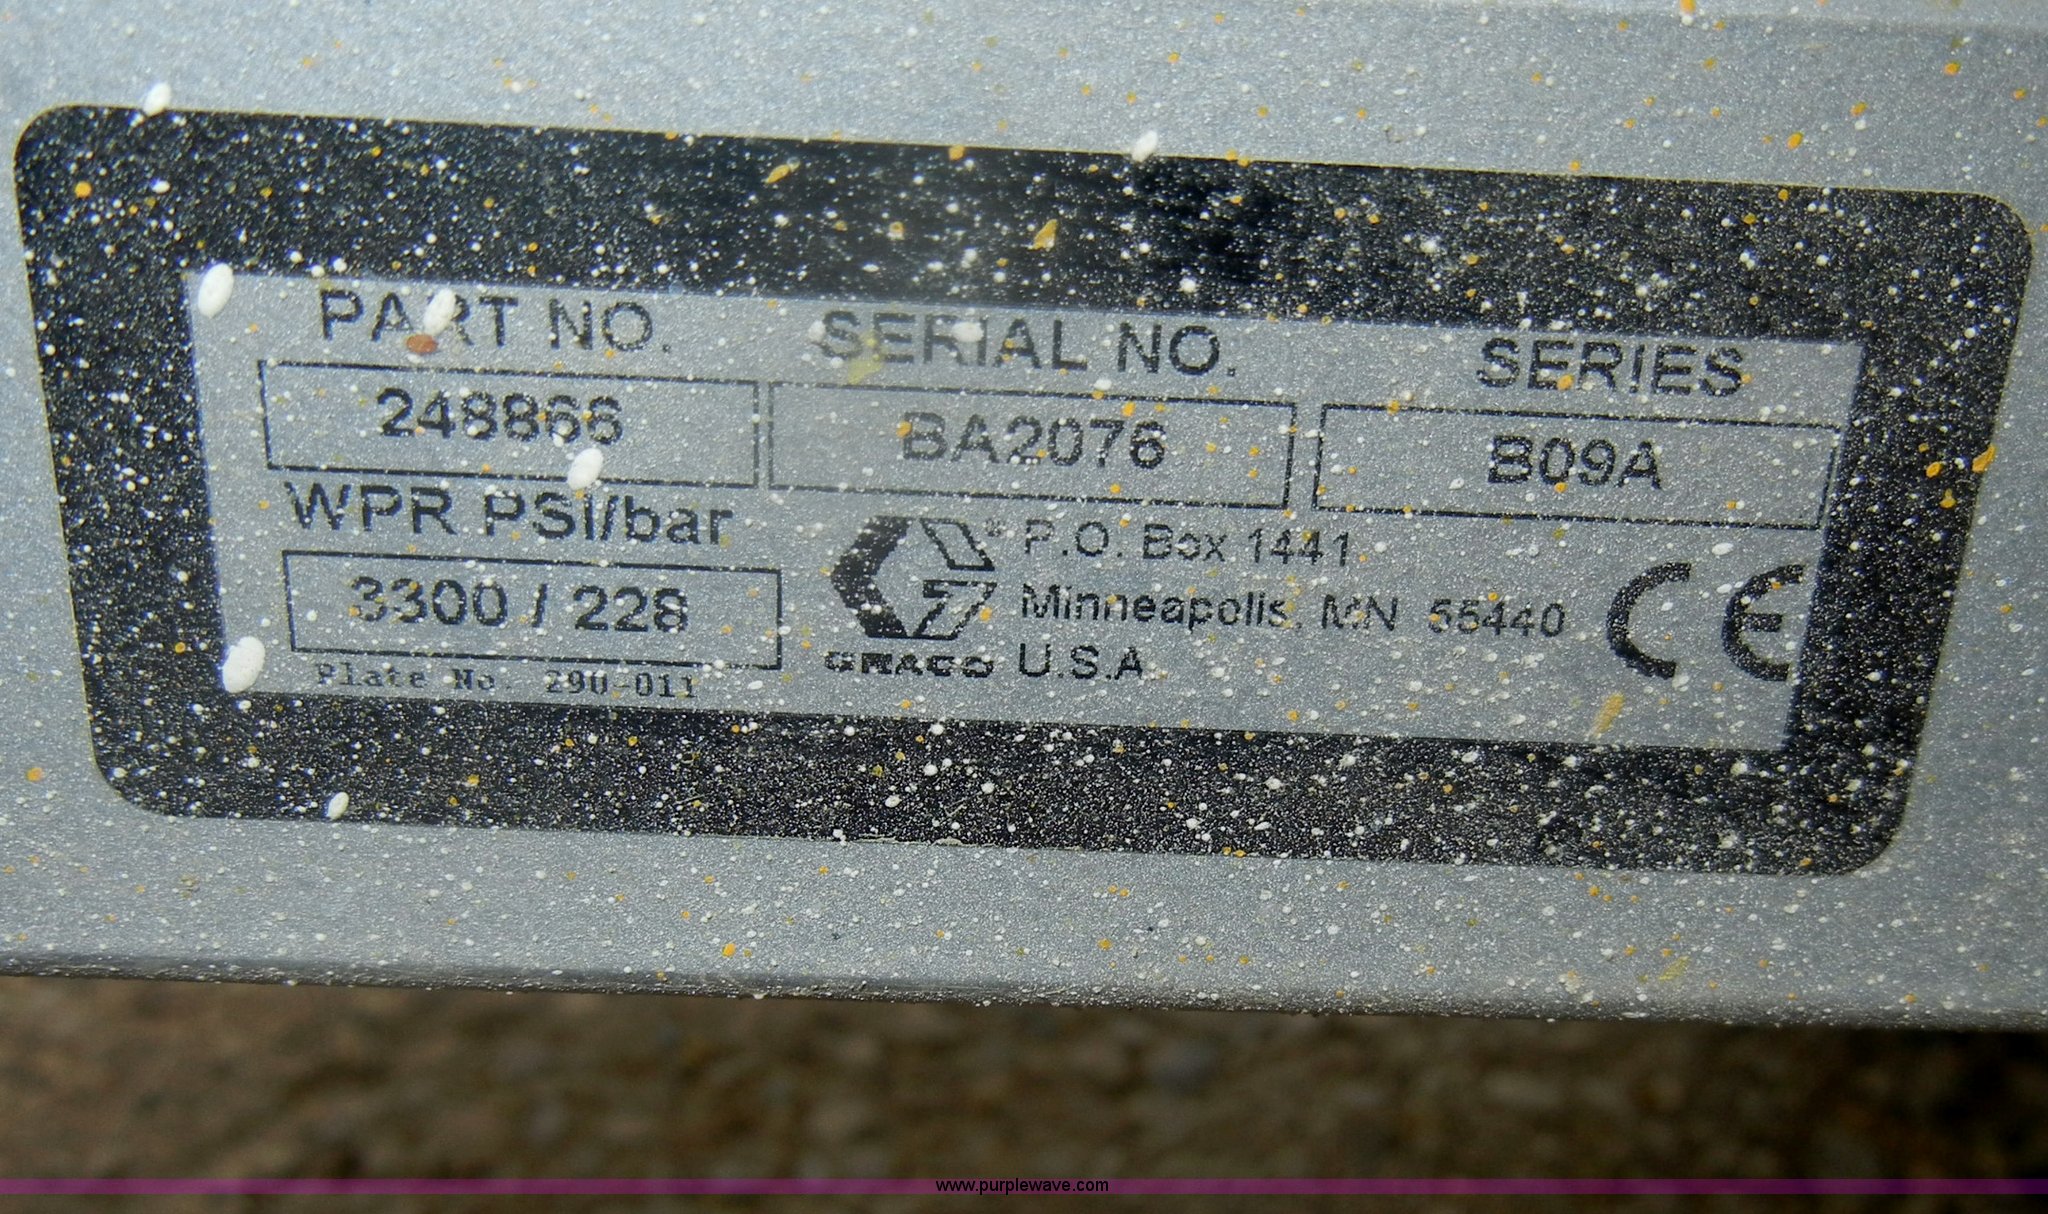 PART NO. SERIAL NO. SERIES
248866 BA2076 B09A
WPR PSI/bar
3300 / 228
Plate No. 290-011
GRACO
® P.O. Box 1441
Minneapolis, MN 55440
U.S.A.
CE
www.purplewave.com